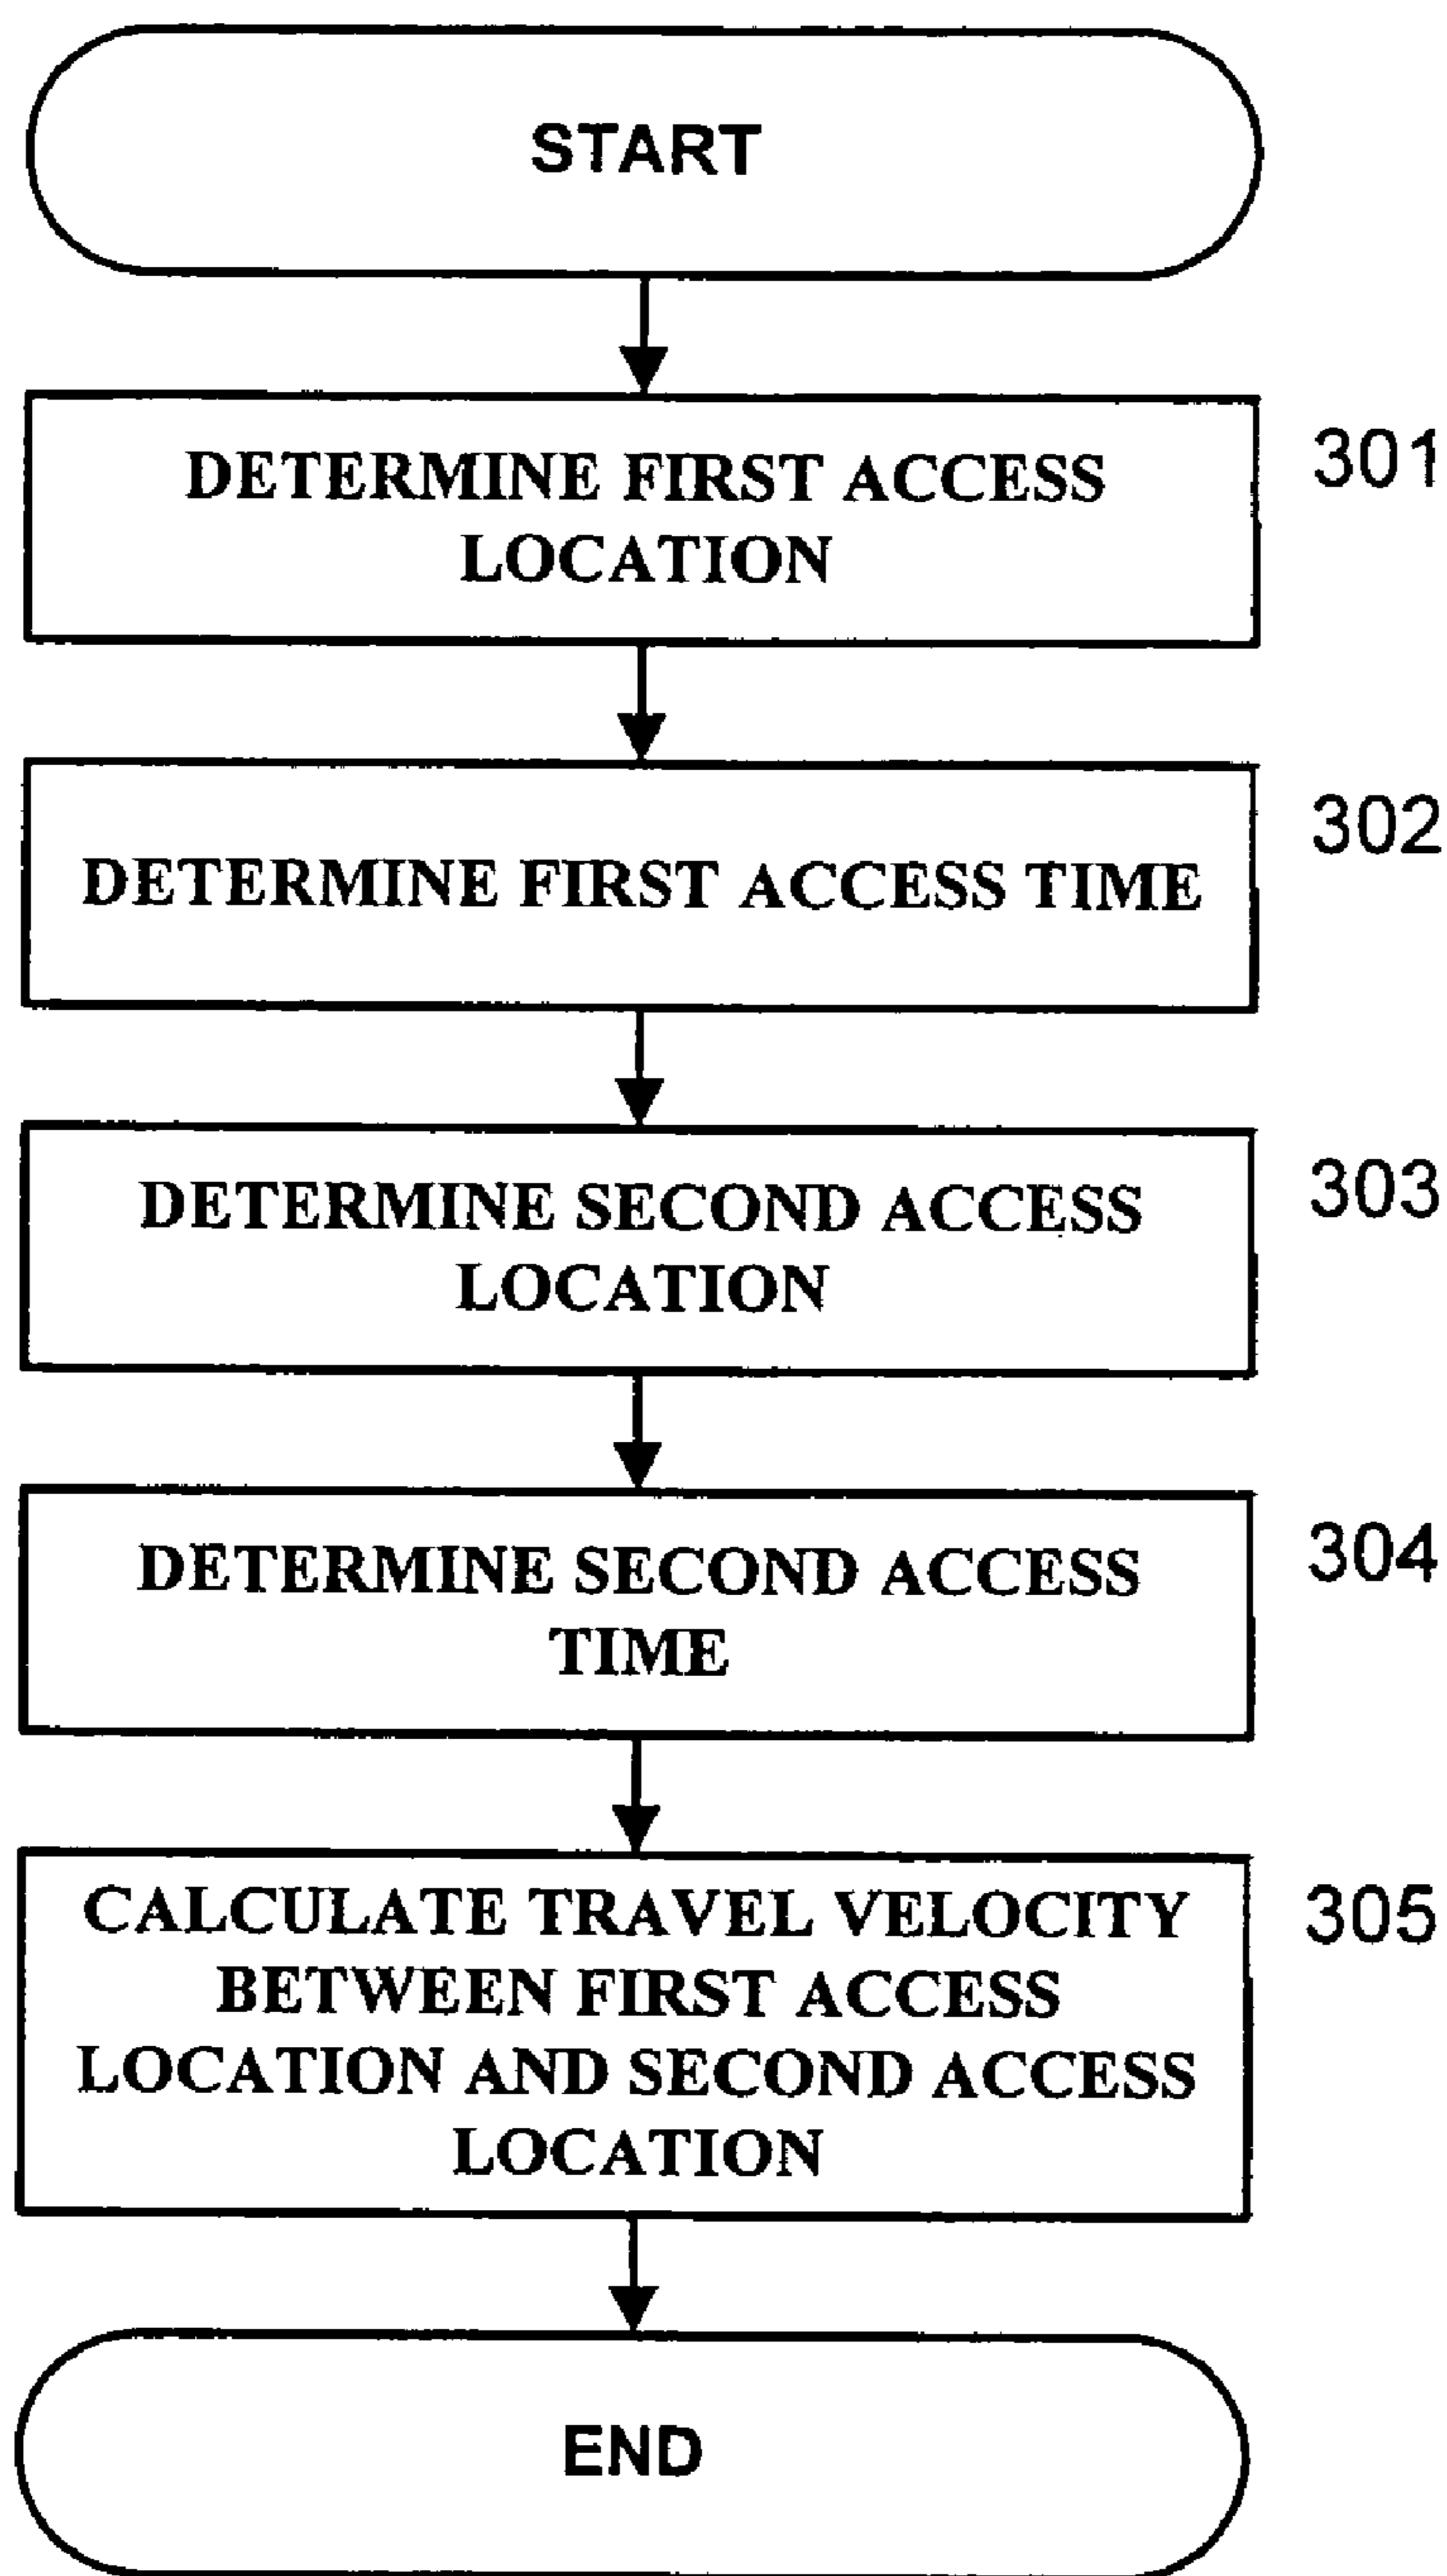 START
DETERMINE FIRST ACCESS
LOCATION
301
DETERMINE FIRST ACCESS TIME
302
DETERMINE SECOND ACCESS
LOCATION
303
DETERMINE SECOND ACCESS
TIME
304
CALCULATE TRAVEL VELOCITY
BETWEEN FIRST ACCESS
LOCATION AND SECOND ACCESS
LOCATION
305
END